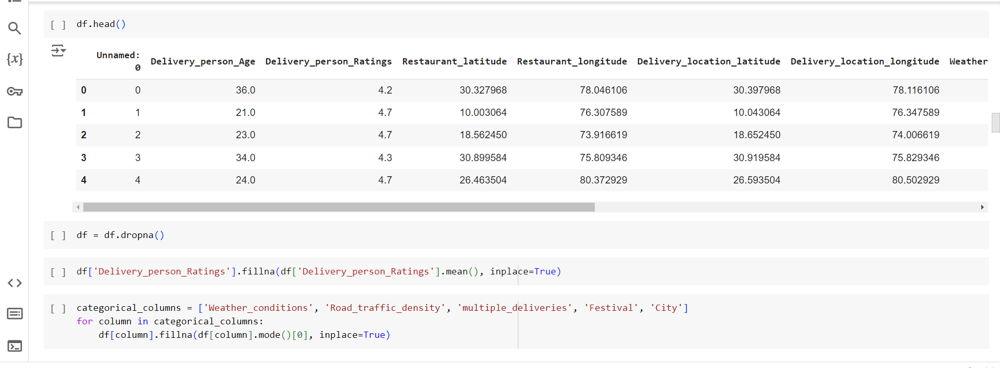 [ ] df.head()
Unnamed: 0 Delivery_person_Age Delivery_person_Ratings Restaurant_latitude Restaurant_longitude Delivery_location_latitude Delivery_location_longitude Weather
0 0 36.0 4.2 30.327968 78.046106 30.397968 78.116106
1 1 21.0 4.7 10.003064 76.307589 10.043064 76.347589
2 2 23.0 4.7 18.562450 73.916619 18.652450 74.006619
3 3 34.0 4.3 30.899584 75.809346 30.919584 75.829346
4 4 24.0 4.7 26.463504 80.372929 26.593504 80.502929
[ ] df = df.dropna()
[ ] df['Delivery_person_Ratings'].fillna(df['Delivery_person_Ratings'].mean(), inplace=True)
[ ] categorical_columns = ['Weather_conditions', 'Road_traffic_density', 'multiple_deliveries', 'Festival', 'City']
for column in categorical_columns:
    df[column].fillna(df[column].mode()[0], inplace=True)
{x}